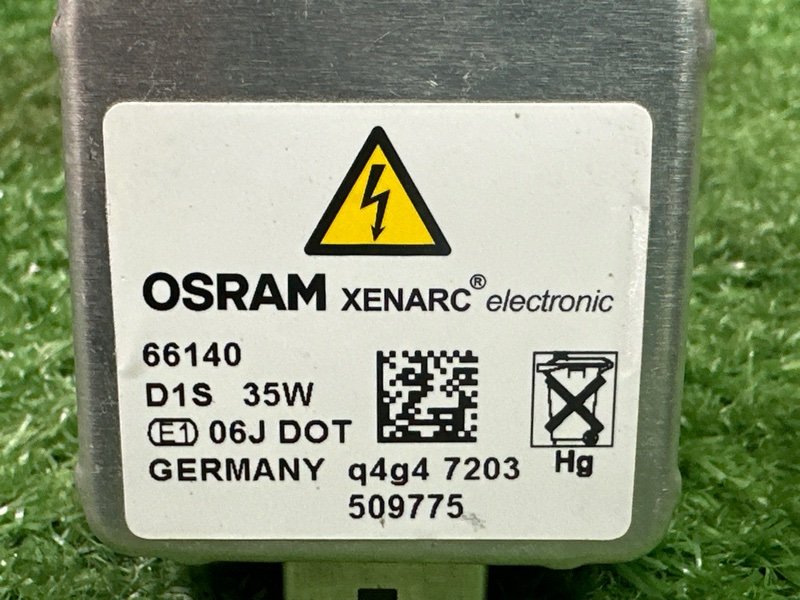 OSRAM XENARC® electronic
66140
D1S 35W
E1 06J DOT
GERMANY q4g4 7203
509775
Hg